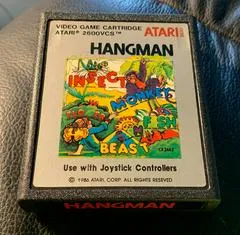 VIDEO GAME CARTRIDGE
ATARI® 2600VCS™
ATARI
HANGMAN
INSECT
MONKEY
FISH
BEAST
CX2662
Use with Joystick Controllers
© 1986 ATARI, CORP. ALL RIGHTS RESERVED
HANGMAN